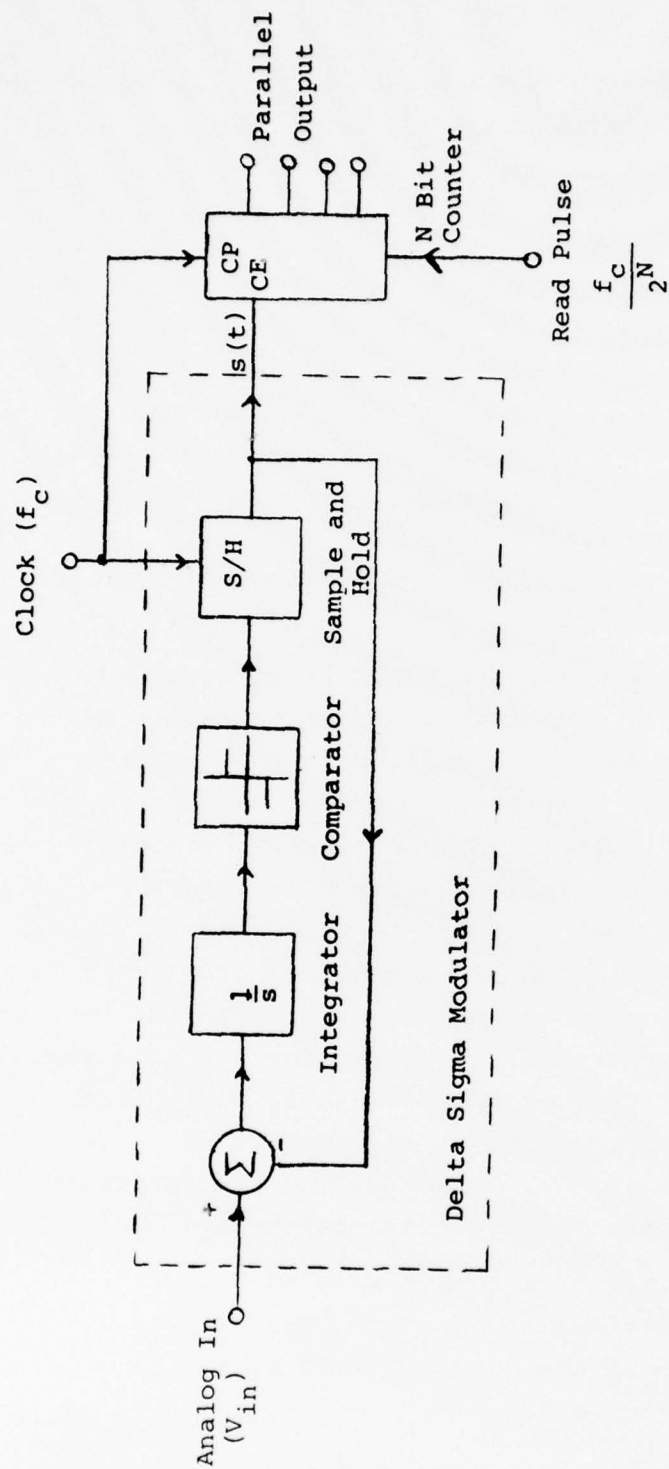 Clock (f_c)
Analog In
(V_in)
+
-
Σ
1/s
Integrator
Comparator
S/H
Sample and
Hold
s(t)
CP
CE
Parallel
Output
N Bit
Counter
Read Pulse
f_c/2^N
Delta Sigma Modulator